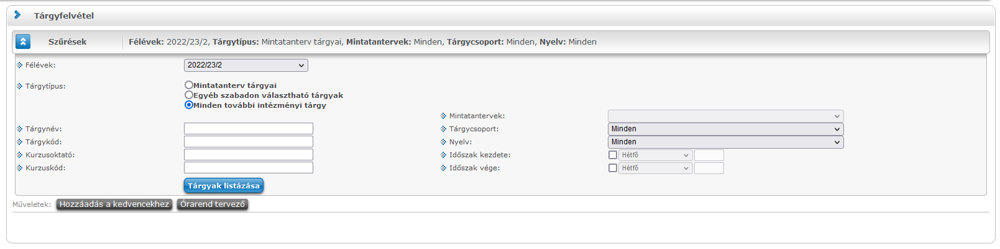 Tárgyfelvétel
Szűrések Félévek: 2022/23/2, Tárgytípus: Mintatanterv tárgyai, Mintatantervek: Minden, Tárgycsoport: Minden, Nyelv: Minden
Félévek: 2022/23/2
Tárgytípus: Mintatanterv tárgyai
Egyéb szabadon választható tárgyak
Minden további intézményi tárgy
Mintatantervek:
Tárgynév: Tárgycsoport: Minden
Tárgykód: Nyelv: Minden
Kurzusoktató: Időszak kezdete: Hétfő
Kurzuskód: Időszak vége: Hétfő
Tárgyak listázása
Műveletek: Hozzáadás a kedvencekhez Órarend tervező